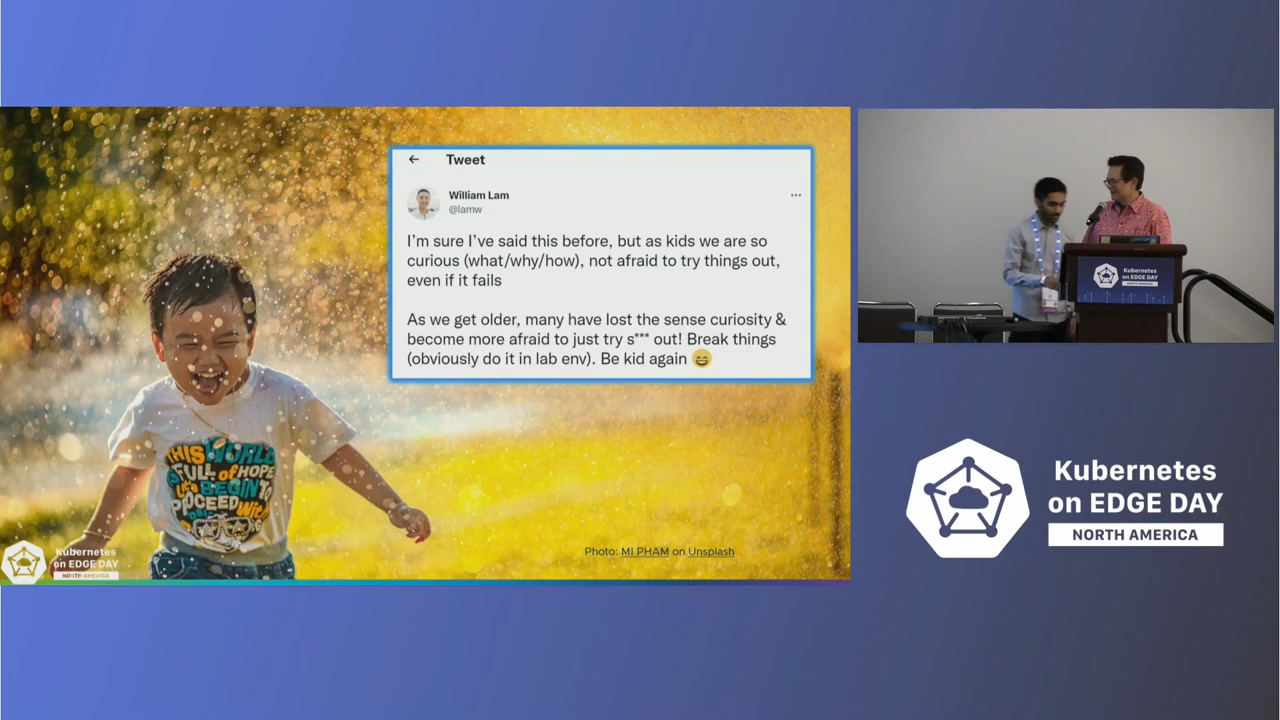 Tweet
William Lam
@lamw
I'm sure I've said this before, but as kids we are so
curious (what/why/how), not afraid to try things out,
even if it fails
As we get older, many have lost the sense curiosity &
become more afraid to just try s*** out! Break things
(obviously do it in lab env). Be kid again 😄
THIS WORLD
FULL of HOPE
LET'S BEGIN TO
PROCEED With
Photo: MI PHAM on Unsplash
Kubernetes
on EDGE DAY
NORTH AMERICA
Kubernetes
on EDGE DAY
NORTH AMERICA
Kubernetes
on EDGE DAY
NORTH AMERICA